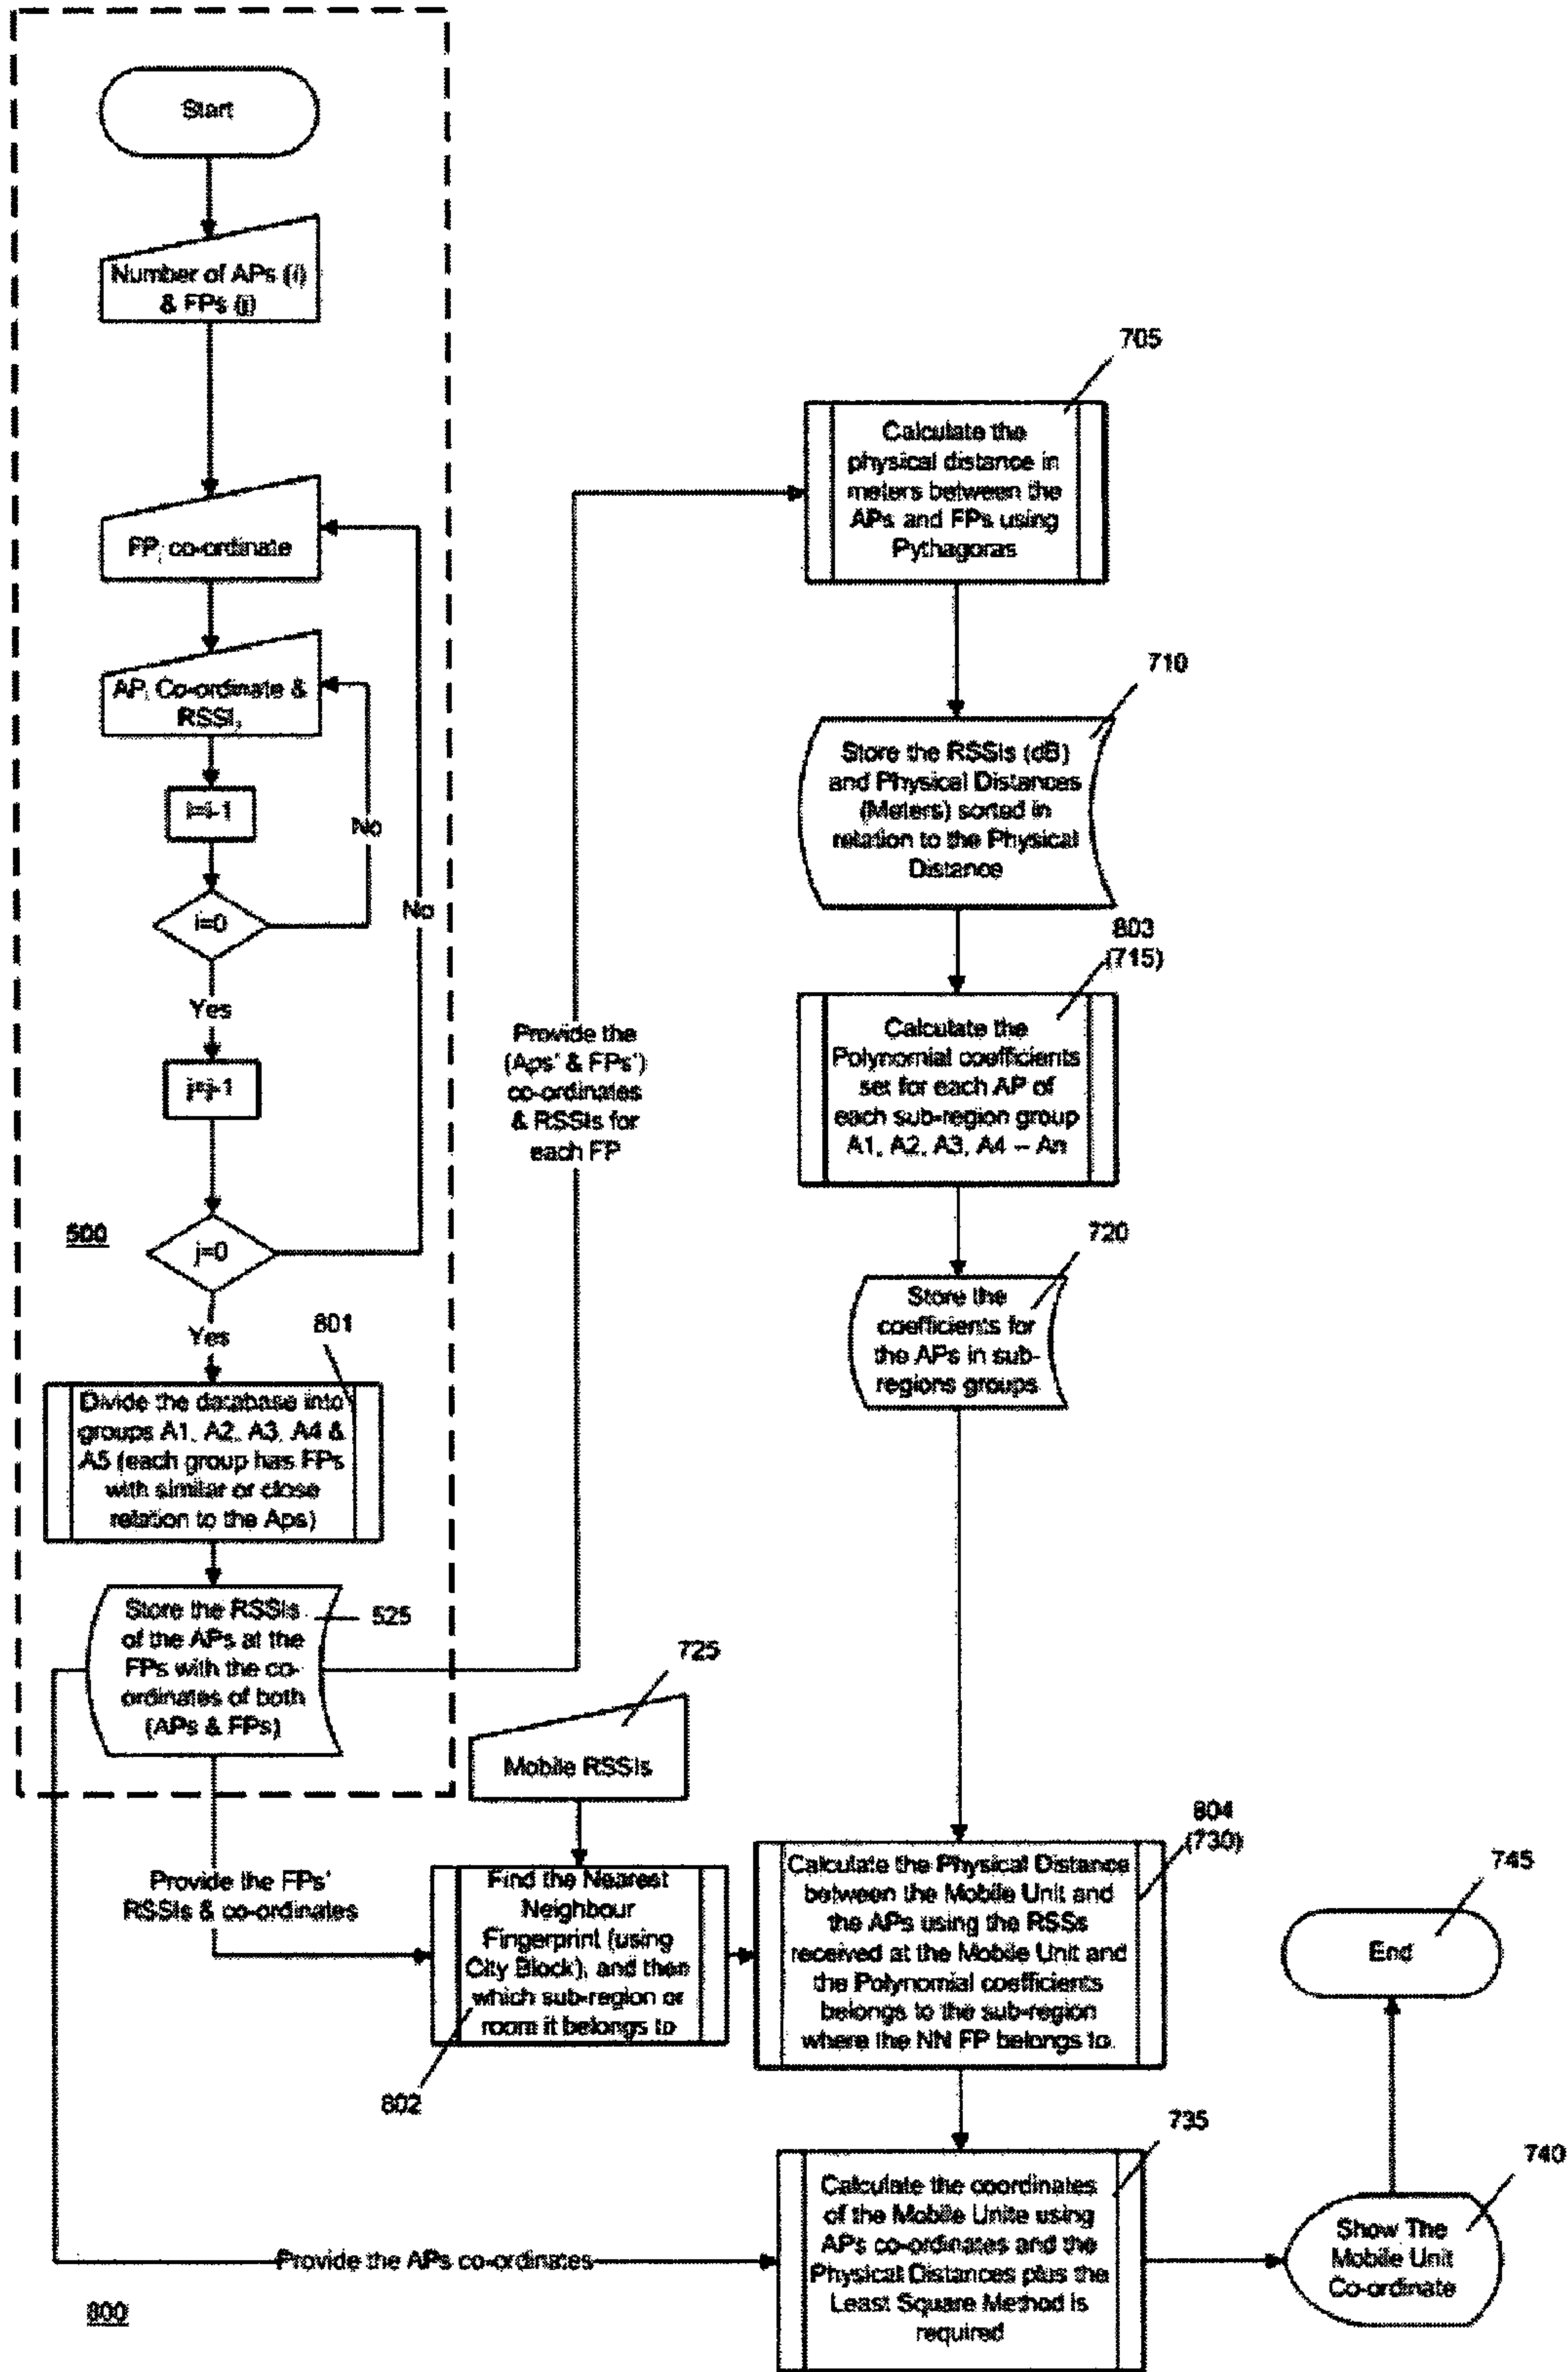 Start
Number of APs (i)
& FPs (j)
FPj co-ordinate
APi Co-ordinate &
RSSIi
i=i-1
No
i=0
No
Yes
j=j-1
500
j=0
Yes
801
Divide the database into
groups A1, A2, A3, A4 &
A5 (each group has FPs
with similar or close
relation to the Aps)
Store the RSSIs
of the APs at the
FPs with the co-
ordinates of both
(APs & FPs)
525
Provide the
(Aps' & FPs')
co-ordinates
& RSSIs for
each FP
705
Calculate the
physical distance in
meters between the
APs and FPs using
Pythagoras
710
Store the RSSIs (dB)
and Physical Distances
(Meters) sorted in
relation to the Physical
Distance
803
(715)
Calculate the
Polynomial coefficients
set for each AP of
each sub-region group
A1, A2, A3, A4 – An
720
Store the
coefficients for
the APs in sub-
regions groups
725
Mobile RSSIs
Provide the FPs'
RSSIs & co-ordinates
Find the Nearest
Neighbour
Fingerprint (using
City Block), and then
which sub-region or
room it belongs to
802
804
(730)
Calculate the Physical Distance
between the Mobile Unit and
the APs using the RSSs
received at the Mobile Unit and
the Polynomial coefficients
belongs to the sub-region
where the NN FP belongs to.
745
End
735
Calculate the coordinates
of the Mobile Unite using
APs co-ordinates and the
Physical Distances plus the
Least Square Method is
required
Provide the APs co-ordinates
740
Show The
Mobile Unit
Co-ordinate
800